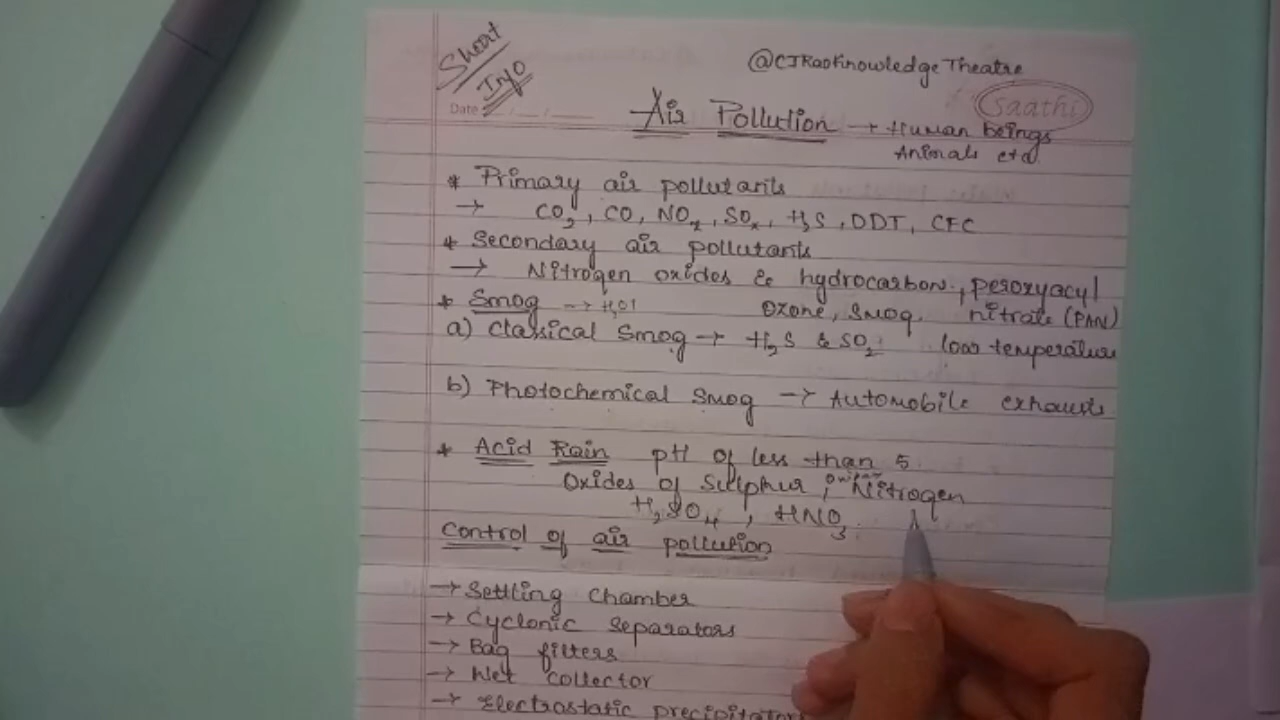 Short
Info
@CJRaoKnowledgeTheatre
Saathi
Date
Air Pollution → Human beings
Animals etc
* Primary air pollutants
→ CO2, CO, NOx, SOx, H2S, DDT, CFC
* Secondary air pollutants
→ Nitrogen oxides & hydrocarbon, peroxyacyl
* Smog
Ozone, Smog, nitrate (PAN)
a) Classical Smog → H2S & SO2 low temperature
b) Photochemical Smog → Automobile exhausts
* Acid Rain pH of less than 5
Oxides of Sulphur, Nitrogen
H2SO4, HNO3
Control of air pollution
→ Settling Chamber
→ Cyclonic Separators
→ Bag filters
→ Wet collector
→ Electrostatic precipitators